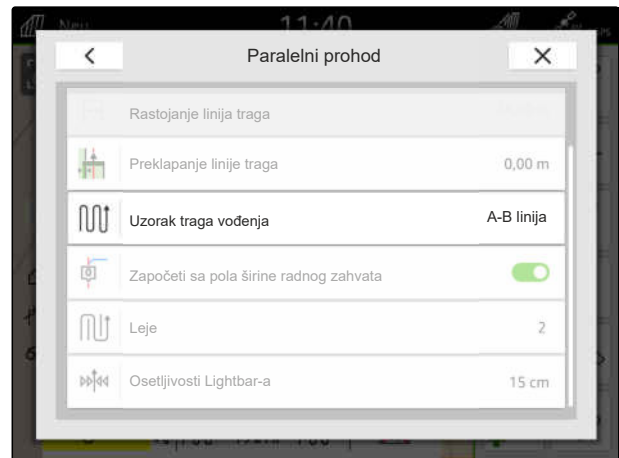 Neu
11:40
Paralelni prohod
Rastojanje linija traga
Preklapanje linije traga 0,00 m
Uzorak traga vođenja A-B linija
Započeti sa pola širine radnog zahvata
Leje 2
Osetljivosti Lightbar-a 15 cm